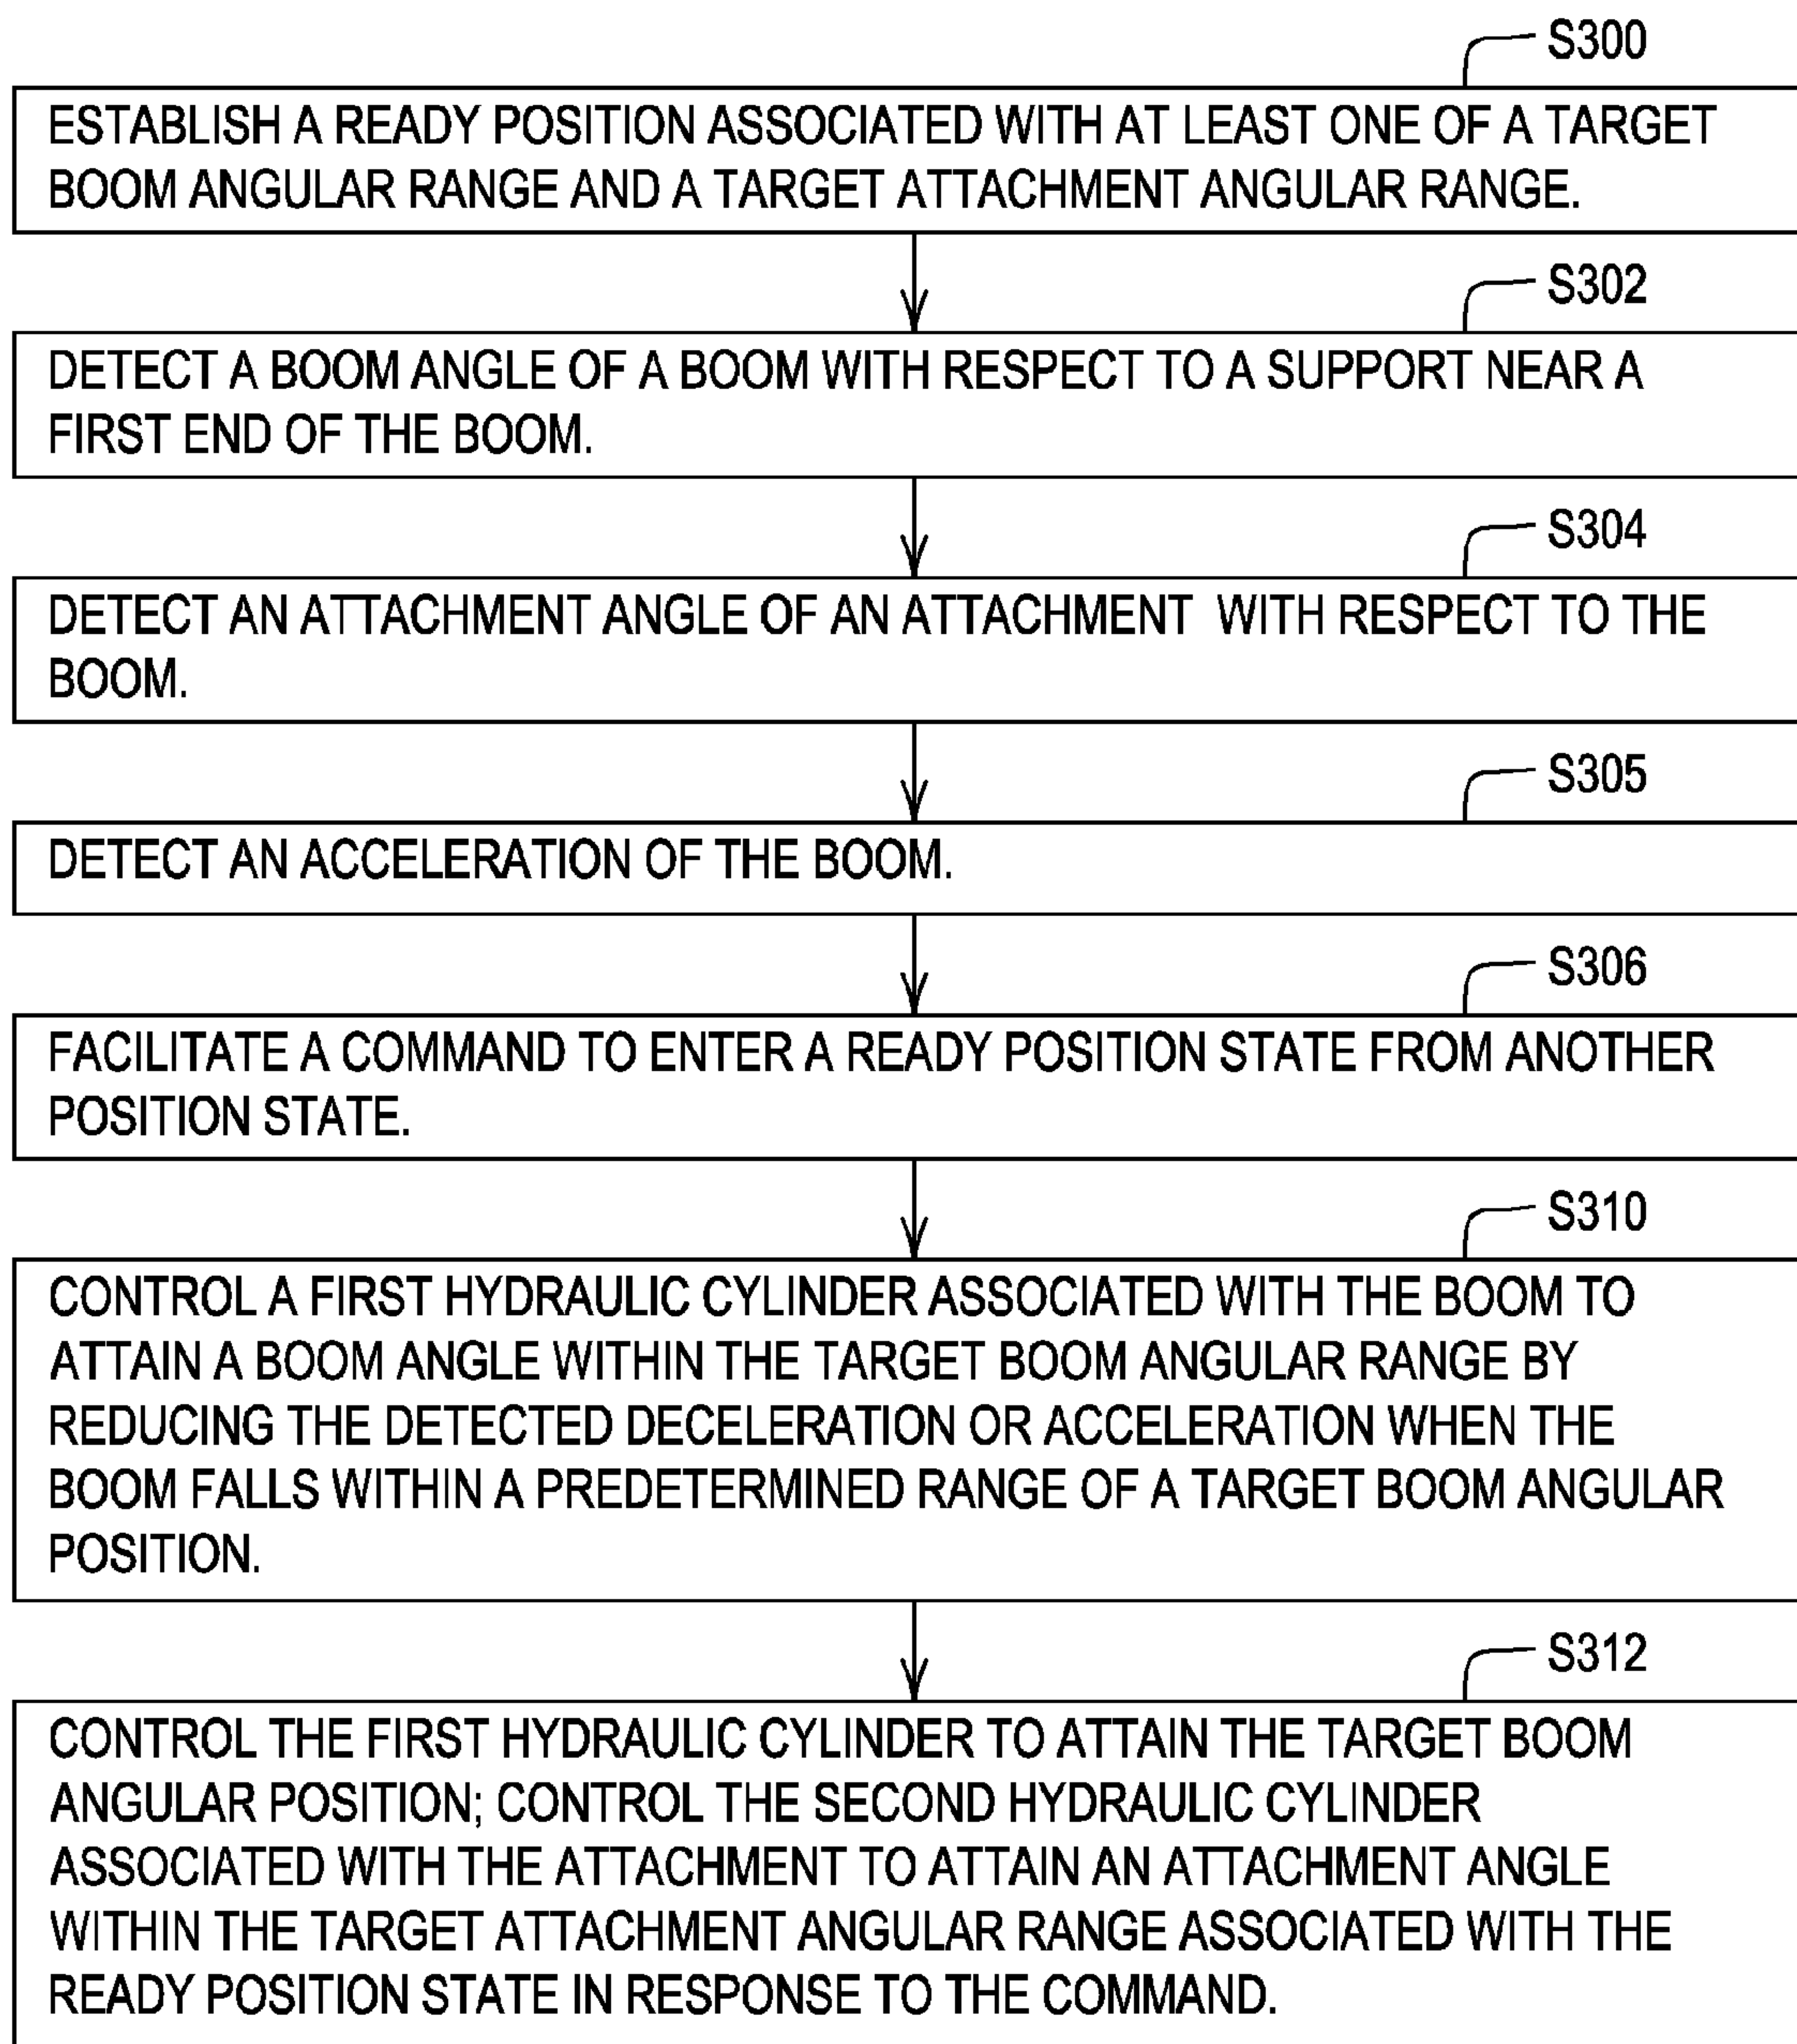 S300
ESTABLISH A READY POSITION ASSOCIATED WITH AT LEAST ONE OF A TARGET
BOOM ANGULAR RANGE AND A TARGET ATTACHMENT ANGULAR RANGE.
S302
DETECT A BOOM ANGLE OF A BOOM WITH RESPECT TO A SUPPORT NEAR A
FIRST END OF THE BOOM.
S304
DETECT AN ATTACHMENT ANGLE OF AN ATTACHMENT WITH RESPECT TO THE
BOOM.
S305
DETECT AN ACCELERATION OF THE BOOM.
S306
FACILITATE A COMMAND TO ENTER A READY POSITION STATE FROM ANOTHER
POSITION STATE.
S310
CONTROL A FIRST HYDRAULIC CYLINDER ASSOCIATED WITH THE BOOM TO
ATTAIN A BOOM ANGLE WITHIN THE TARGET BOOM ANGULAR RANGE BY
REDUCING THE DETECTED DECELERATION OR ACCELERATION WHEN THE
BOOM FALLS WITHIN A PREDETERMINED RANGE OF A TARGET BOOM ANGULAR
POSITION.
S312
CONTROL THE FIRST HYDRAULIC CYLINDER TO ATTAIN THE TARGET BOOM
ANGULAR POSITION; CONTROL THE SECOND HYDRAULIC CYLINDER
ASSOCIATED WITH THE ATTACHMENT TO ATTAIN AN ATTACHMENT ANGLE
WITHIN THE TARGET ATTACHMENT ANGULAR RANGE ASSOCIATED WITH THE
READY POSITION STATE IN RESPONSE TO THE COMMAND.